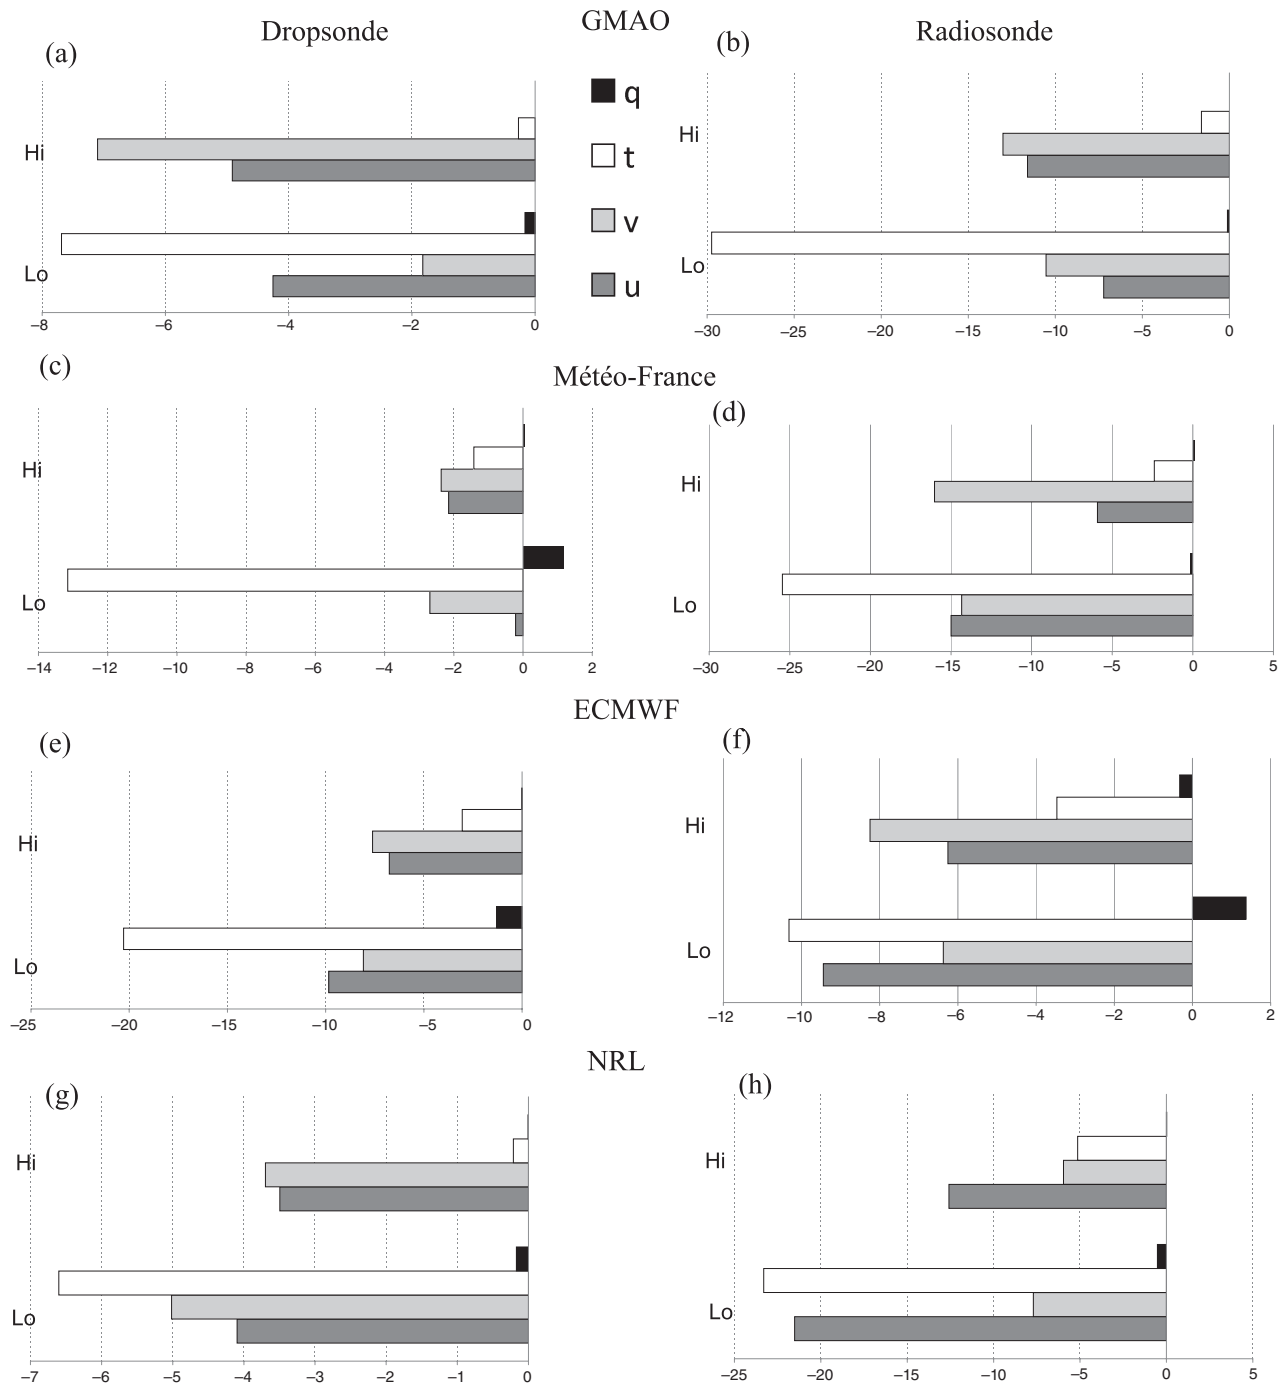 GMAO
Dropsonde
Radiosonde
(a)
(b)
q
t
v
u
Hi
Lo
−8 −6 −4 −2 0
Hi
Lo
−30 −25 −20 −15 −10 −5 0
Météo-France
(c)
(d)
Hi
Lo
−14 −12 −10 −8 −6 −4 −2 0 2
Hi
Lo
−30 −25 −20 −15 −10 −5 0 5
ECMWF
(e)
(f)
Hi
Lo
−25 −20 −15 −10 −5 0
Hi
Lo
−12 −10 −8 −6 −4 −2 0 2
NRL
(g)
(h)
Hi
Lo
−7 −6 −5 −4 −3 −2 −1 0
Hi
Lo
−25 −20 −15 −10 −5 0 5